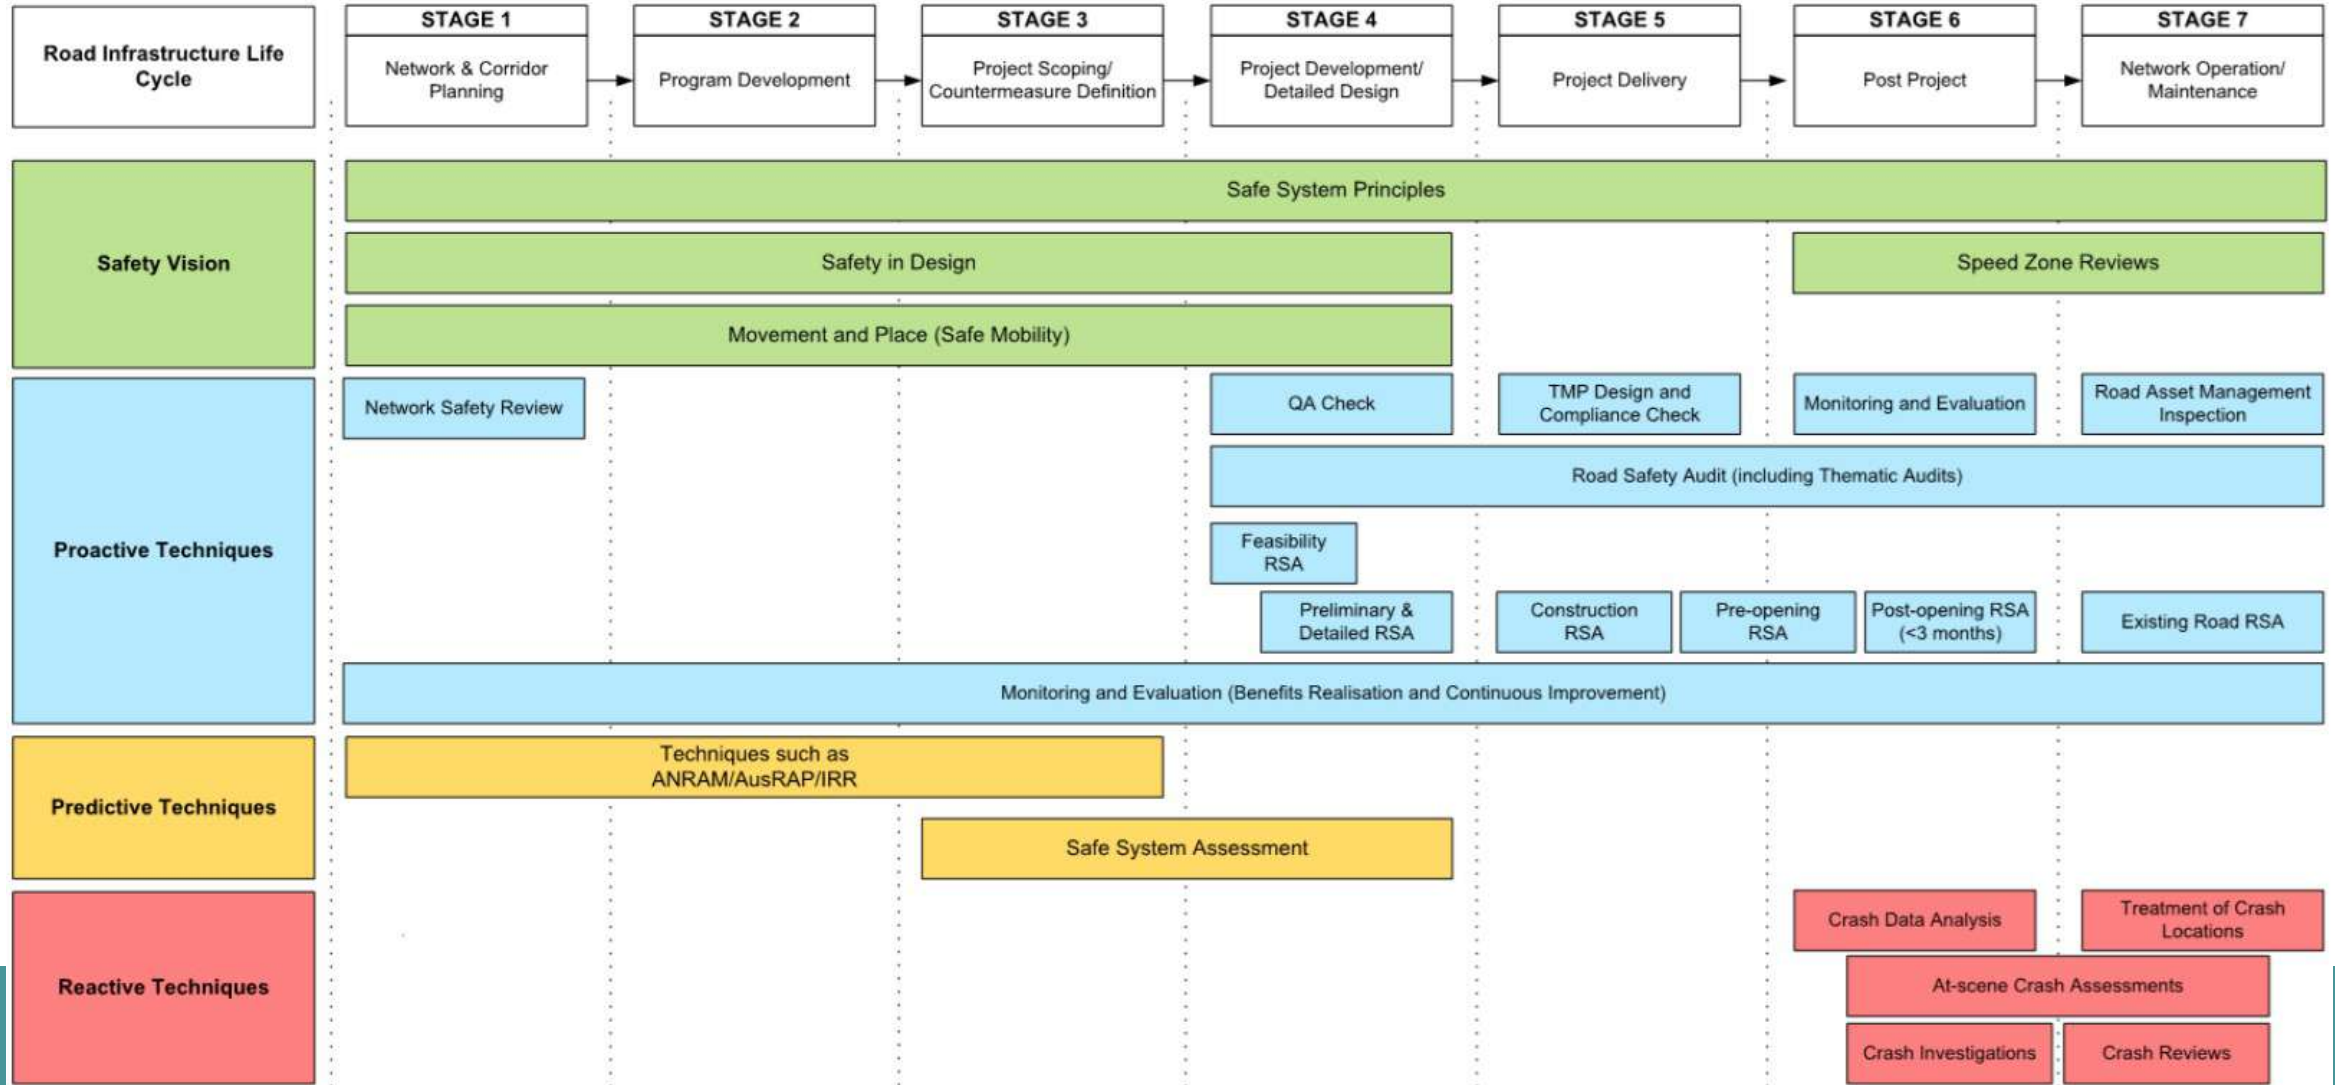 Road Infrastructure Life
Cycle
STAGE 1
Network & Corridor
Planning
STAGE 2
Program Development
STAGE 3
Project Scoping/
Countermeasure Definition
STAGE 4
Project Development/
Detailed Design
STAGE 5
Project Delivery
STAGE 6
Post Project
STAGE 7
Network Operation/
Maintenance
Safety Vision
Safe System Principles
Safety in Design
Speed Zone Reviews
Movement and Place (Safe Mobility)
Proactive Techniques
Network Safety Review
QA Check
TMP Design and
Compliance Check
Monitoring and Evaluation
Road Asset Management
Inspection
Road Safety Audit (including Thematic Audits)
Feasibility
RSA
Preliminary &
Detailed RSA
Construction
RSA
Pre-opening
RSA
Post-opening RSA
(<3 months)
Existing Road RSA
Monitoring and Evaluation (Benefits Realisation and Continuous Improvement)
Predictive Techniques
Techniques such as
ANRAM/AusRAP/IRR
Safe System Assessment
Reactive Techniques
Crash Data Analysis
Treatment of Crash
Locations
At-scene Crash Assessments
Crash Investigations
Crash Reviews